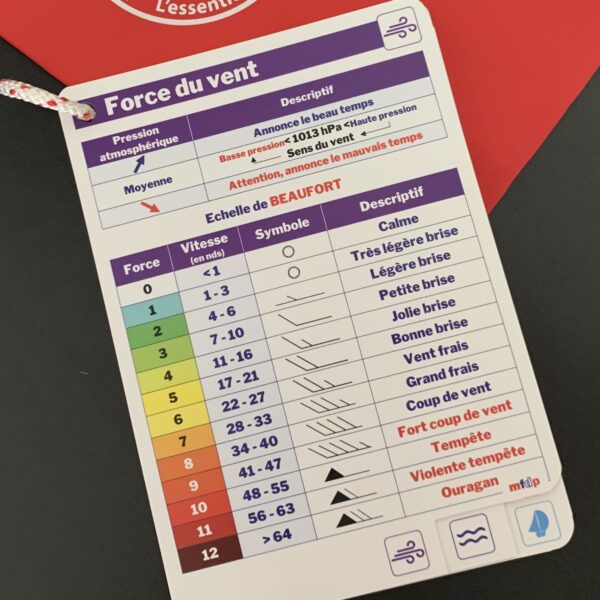 L'essentiel
Force du vent
Pression atmosphérique Descriptif
Annonce le beau temps
Moyenne Basse pression < 1013 hPa < Haute pression
Sens du vent
Attention, annonce le mauvais temps
Echelle de BEAUFORT
Force Vitesse (en nds) Symbole Descriptif
0 <1 Calme
1 1 - 3 Très légère brise
2 4 - 6 Légère brise
3 7 - 10 Petite brise
4 11 - 16 Jolie brise
5 17 - 21 Bonne brise
6 22 - 27 Vent frais
7 28 - 33 Grand frais
8 34 - 40 Coup de vent
9 41 - 47 Fort coup de vent
10 48 - 55 Tempête
11 56 - 63 Violente tempête
12 > 64 Ouragan